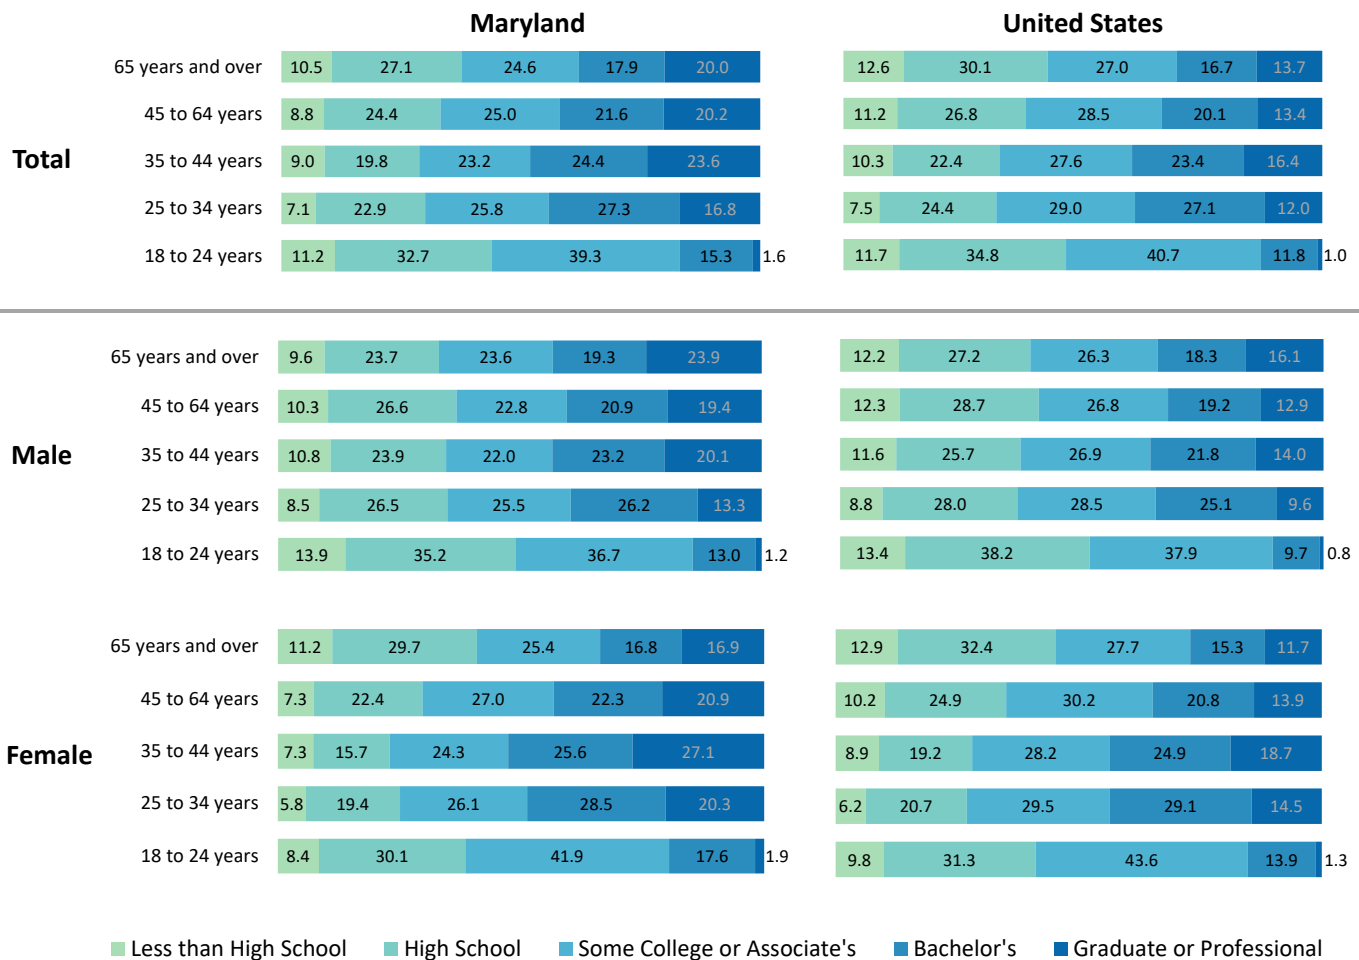 Maryland United States
65 years and over 10.5 27.1 24.6 17.9 20.0 12.6 30.1 27.0 16.7 13.7
45 to 64 years 8.8 24.4 25.0 21.6 20.2 11.2 26.8 28.5 20.1 13.4
Total 35 to 44 years 9.0 19.8 23.2 24.4 23.6 10.3 22.4 27.6 23.4 16.4
25 to 34 years 7.1 22.9 25.8 27.3 16.8 7.5 24.4 29.0 27.1 12.0
18 to 24 years 11.2 32.7 39.3 15.3 1.6 11.7 34.8 40.7 11.8 1.0
65 years and over 9.6 23.7 23.6 19.3 23.9 12.2 27.2 26.3 18.3 16.1
45 to 64 years 10.3 26.6 22.8 20.9 19.4 12.3 28.7 26.8 19.2 12.9
Male 35 to 44 years 10.8 23.9 22.0 23.2 20.1 11.6 25.7 26.9 21.8 14.0
25 to 34 years 8.5 26.5 25.5 26.2 13.3 8.8 28.0 28.5 25.1 9.6
18 to 24 years 13.9 35.2 36.7 13.0 1.2 13.4 38.2 37.9 9.7 0.8
65 years and over 11.2 29.7 25.4 16.8 16.9 12.9 32.4 27.7 15.3 11.7
45 to 64 years 7.3 22.4 27.0 22.3 20.9 10.2 24.9 30.2 20.8 13.9
Female 35 to 44 years 7.3 15.7 24.3 25.6 27.1 8.9 19.2 28.2 24.9 18.7
25 to 34 years 5.8 19.4 26.1 28.5 20.3 6.2 20.7 29.5 29.1 14.5
18 to 24 years 8.4 30.1 41.9 17.6 1.9 9.8 31.3 43.6 13.9 1.3
Less than High School High School Some College or Associate's Bachelor's Graduate or Professional